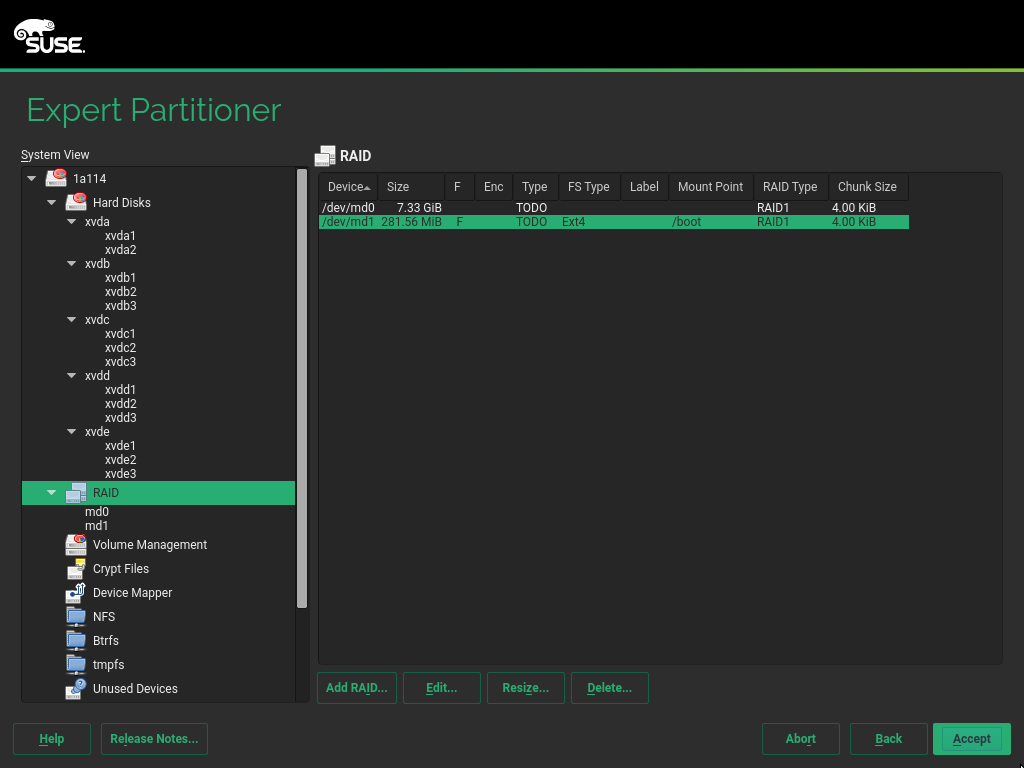 SUSE
Expert Partitioner
System View
1a114
Hard Disks
xvda
xvda1
xvda2
xvdb
xvdb1
xvdb2
xvdb3
xvdc
xvdc1
xvdc2
xvdc3
xvdd
xvdd1
xvdd2
xvdd3
xvde
xvde1
xvde2
xvde3
RAID
md0
md1
Volume Management
Crypt Files
Device Mapper
NFS
Btrfs
tmpfs
Unused Devices
RAID
Device Size F Enc Type FS Type Label Mount Point RAID Type Chunk Size
/dev/md0 7.33 GiB TODO RAID1 4.00 KiB
/dev/md1 281.56 MiB F TODO Ext4 /boot RAID1 4.00 KiB
Add RAID... Edit... Resize... Delete...
Help Release Notes... Abort Back Accept